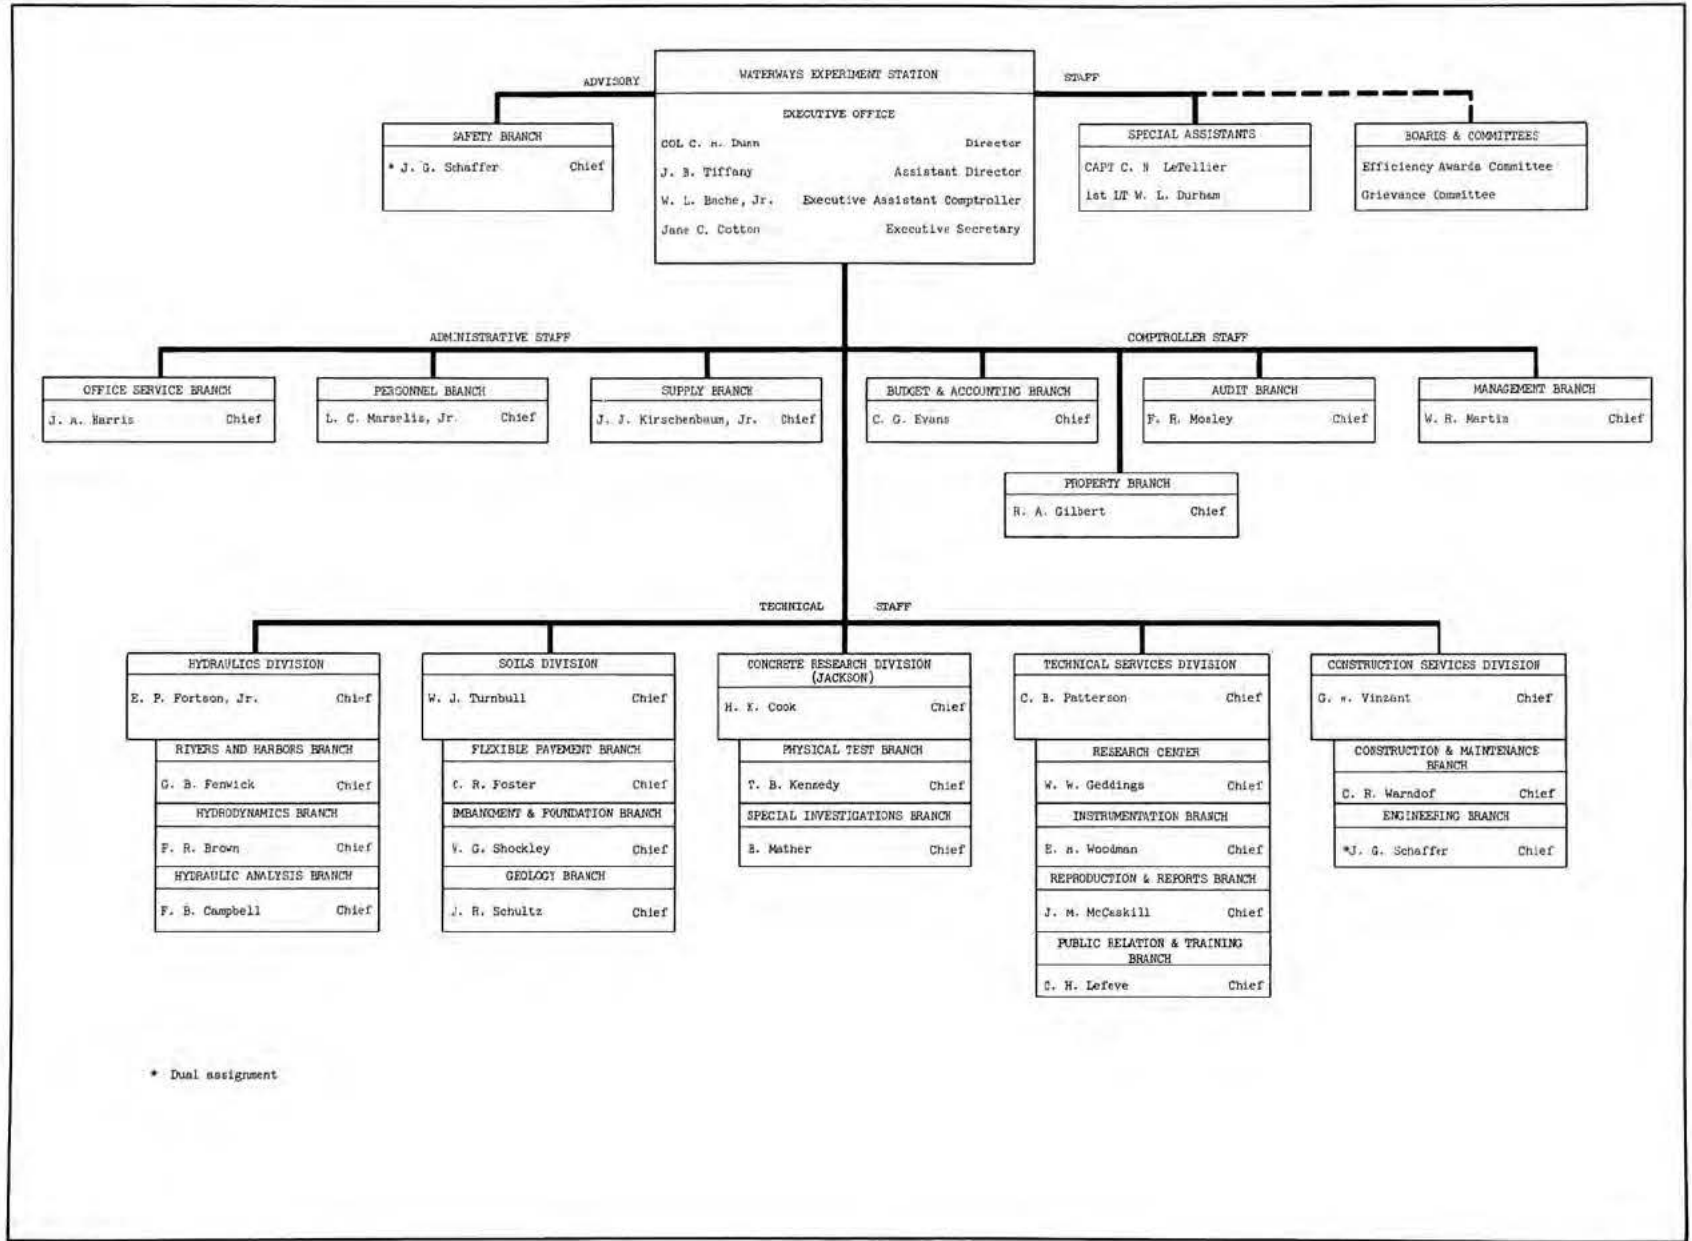 ADVISORY
STAFF
WATERWAYS EXPERIMENT STATION
EXECUTIVE OFFICE
COL C. H. Dunn Director
J. B. Tiffany Assistant Director
W. L. Bache, Jr. Executive Assistant Comptroller
Jane C. Cotton Executive Secretary
SAFETY BRANCH
* J. G. Schaffer Chief
SPECIAL ASSISTANTS
CAPT C. N LeTellier
1st LT W. L. Durham
BOARDS & COMMITTEES
Efficiency Awards Committee
Grievance Committee
ADMINISTRATIVE STAFF
COMPTROLLER STAFF
OFFICE SERVICE BRANCH
J. A. Harris Chief
PERSONNEL BRANCH
L. C. Marselis, Jr. Chief
SUPPLY BRANCH
J. J. Kirschenbaum, Jr. Chief
BUDGET & ACCOUNTING BRANCH
C. G. Evans Chief
AUDIT BRANCH
F. R. Mosley Chief
MANAGEMENT BRANCH
W. R. Martin Chief
PROPERTY BRANCH
R. A. Gilbert Chief
TECHNICAL STAFF
HYDRAULICS DIVISION
E. P. Fortson, Jr. Chief
RIVERS AND HARBORS BRANCH
G. B. Fenwick Chief
HYDRODYNAMICS BRANCH
F. R. Brown Chief
HYDRAULIC ANALYSIS BRANCH
F. B. Campbell Chief
SOILS DIVISION
W. J. Turnbull Chief
FLEXIBLE PAVEMENT BRANCH
C. R. Foster Chief
EMBANKMENT & FOUNDATION BRANCH
W. G. Shockley Chief
GEOLOGY BRANCH
J. R. Schultz Chief
CONCRETE RESEARCH DIVISION
(JACKSON)
H. K. Cook Chief
PHYSICAL TEST BRANCH
T. B. Kennedy Chief
SPECIAL INVESTIGATIONS BRANCH
B. Mather Chief
TECHNICAL SERVICES DIVISION
C. B. Patterson Chief
RESEARCH CENTER
W. W. Geddings Chief
INSTRUMENTATION BRANCH
E. H. Woodman Chief
REPRODUCTION & REPORTS BRANCH
J. M. McCaskill Chief
PUBLIC RELATION & TRAINING
BRANCH
C. H. Lefeve Chief
CONSTRUCTION SERVICES DIVISION
G. W. Vinzant Chief
CONSTRUCTION & MAINTENANCE
BRANCH
C. R. Warndof Chief
ENGINEERING BRANCH
*J. G. Schaffer Chief
* Dual assignment